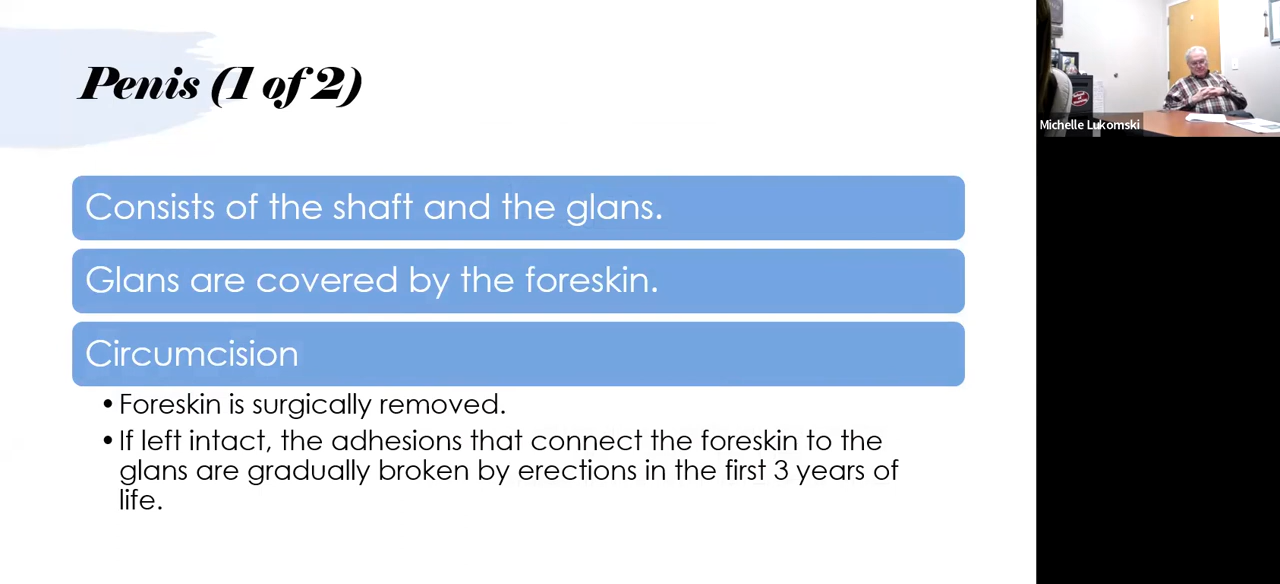 Penis (1 of 2)
Consists of the shaft and the glans.
Glans are covered by the foreskin.
Circumcision
• Foreskin is surgically removed.
• If left intact, the adhesions that connect the foreskin to the
glans are gradually broken by erections in the first 3 years of
life.
Michelle Lukomski